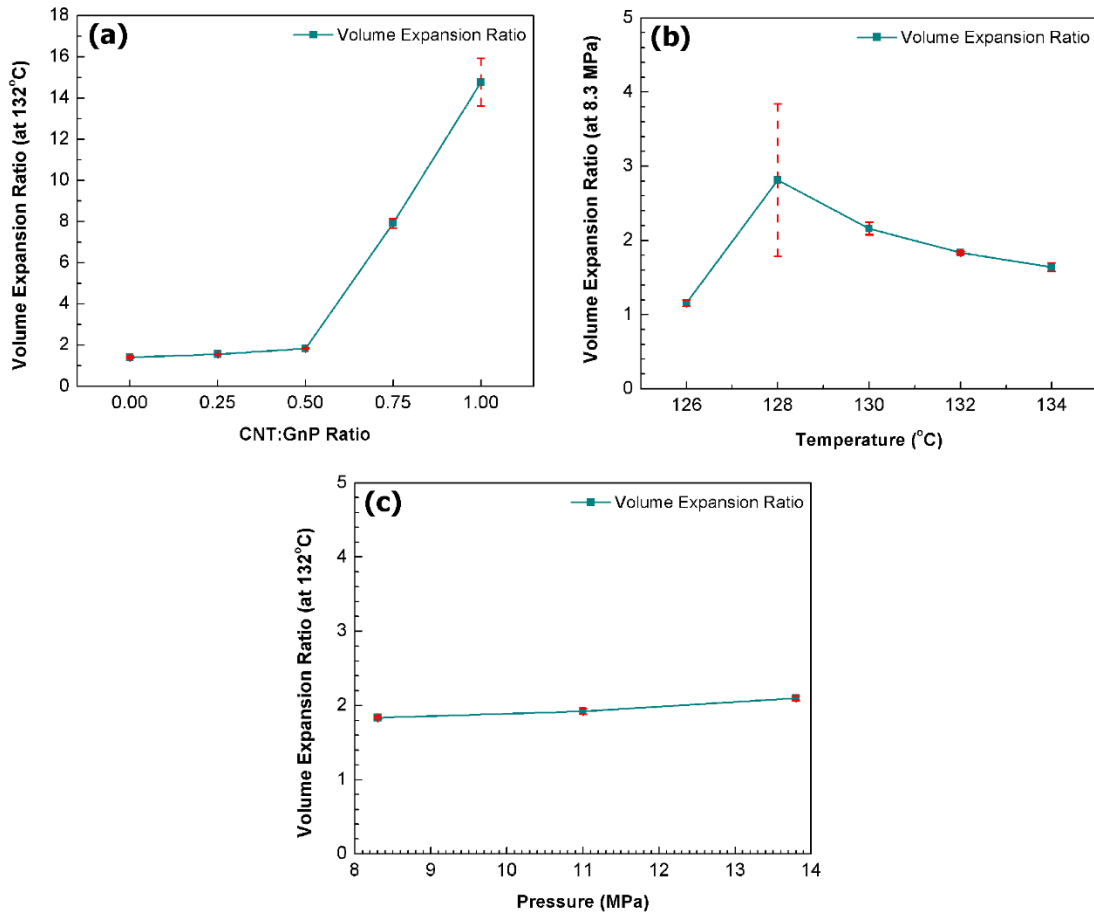 (a)
Volume Expansion Ratio
Volume Expansion Ratio (at 132°C)
18
16
14
12
10
8
6
4
2
0
0.00 0.25 0.50 0.75 1.00
CNT:GnP Ratio
(b)
Volume Expansion Ratio
Volume Expansion Ratio (at 8.3 MPa)
5
4
3
2
1
0
126 128 130 132 134
Temperature (°C)
(c)
Volume Expansion Ratio
Volume Expansion Ratio (at 132°C)
5
4
3
2
1
0
8 9 10 11 12 13 14
Pressure (MPa)